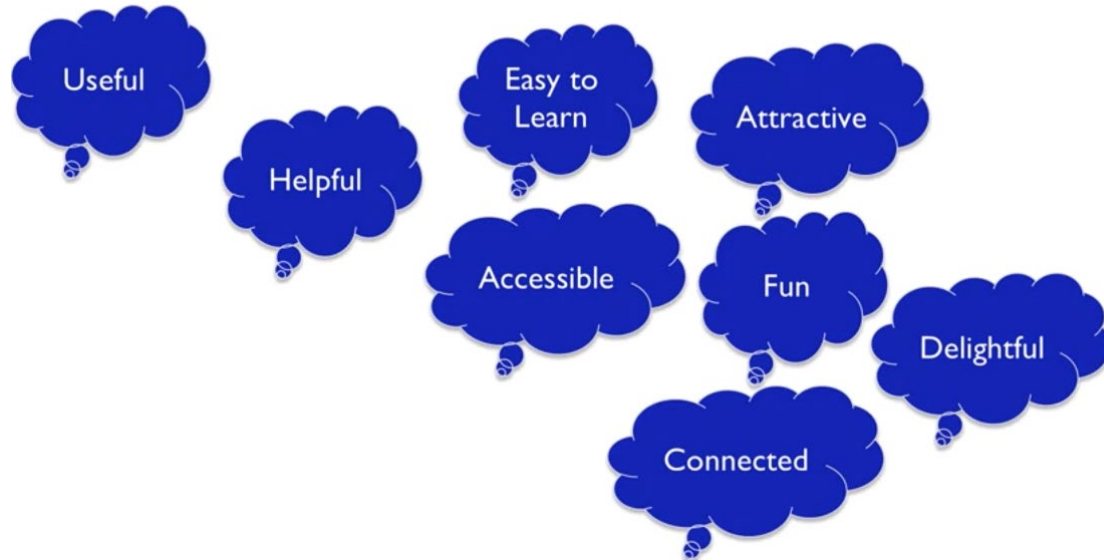 Useful
Easy to
Learn
Attractive
Helpful
Accessible
Fun
Delightful
Connected